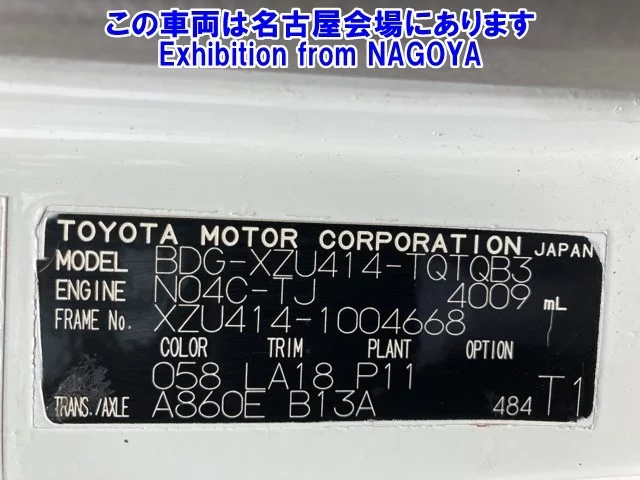 この車両は名古屋会場にあります
Exhibition from NAGOYA
TOYOTA MOTOR CORPORATION JAPAN
MODEL BDG-XZU414-TQTQB3
ENGINE N04C-TJ 4009 mL
FRAME No. XZU414-1004668
COLOR TRIM PLANT OPTION
058 LA18 P11
TRANS./AXLE A860E B13A 484 T1